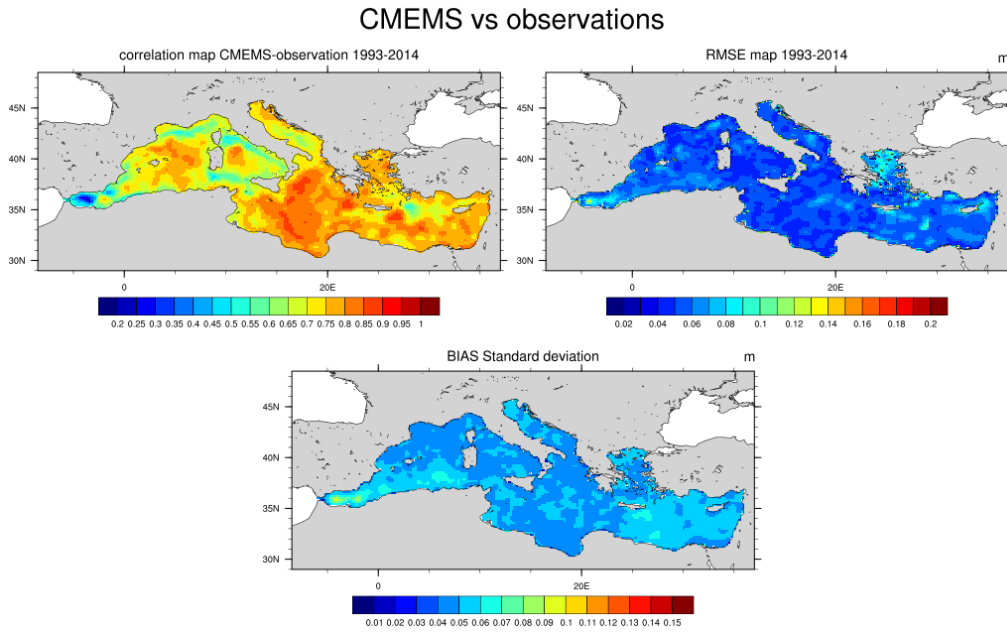 CMEMS vs observations
correlation map CMEMS-observation 1993-2014
RMSE map 1993-2014
m
45N
40N
35N
30N
0
20E
0.2 0.25 0.3 0.35 0.4 0.45 0.5 0.55 0.6 0.65 0.7 0.75 0.8 0.85 0.9 0.95 1
45N
40N
35N
30N
0
20E
0.02 0.04 0.06 0.08 0.1 0.12 0.14 0.16 0.18 0.2
BIAS Standard deviation
m
45N
40N
35N
30N
0
20E
0.01 0.02 0.03 0.04 0.05 0.06 0.07 0.08 0.09 0.1 0.11 0.12 0.13 0.14 0.15